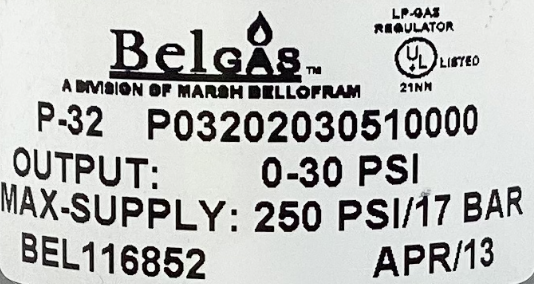 BelGAS™
A DIVISION OF MARSH BELLOFRAM
LP-GAS
REGULATOR
UL LISTED
21NN
P-32 P03202030510000
OUTPUT: 0-30 PSI
MAX-SUPPLY: 250 PSI/17 BAR
BEL116852 APR/13